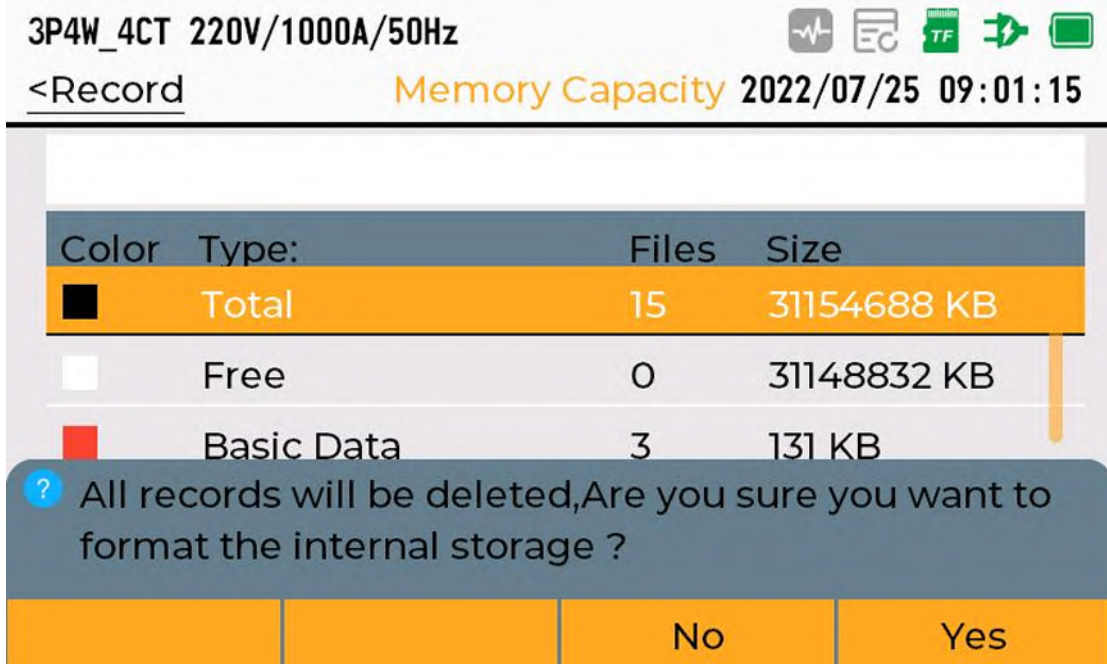 3P4W_4CT 220V/1000A/50Hz
TF
<Record Memory Capacity 2022/07/25 09:01:15
Color Type: Files Size
Total 15 31154688 KB
Free 0 31148832 KB
Basic Data 3 131 KB
? All records will be deleted,Are you sure you want to
format the internal storage ?
No Yes